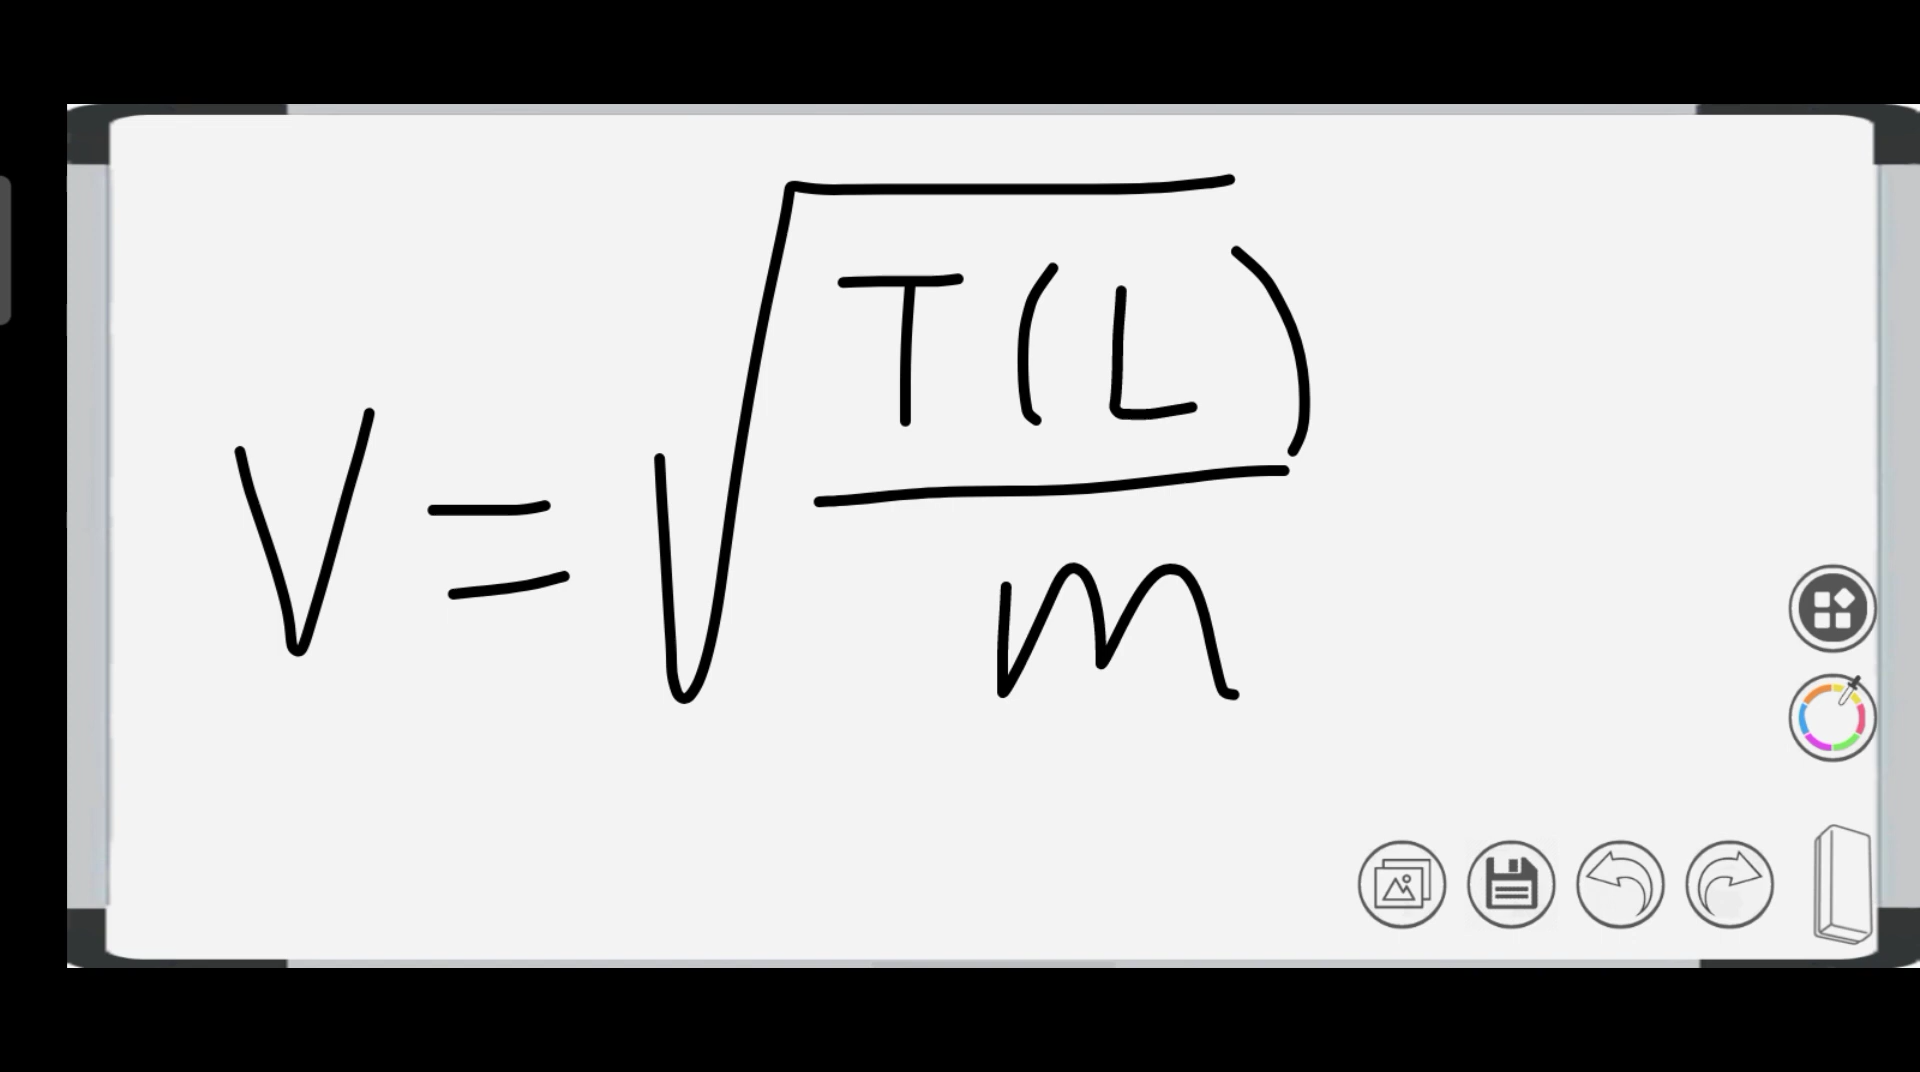 V = √(T(L)/m)